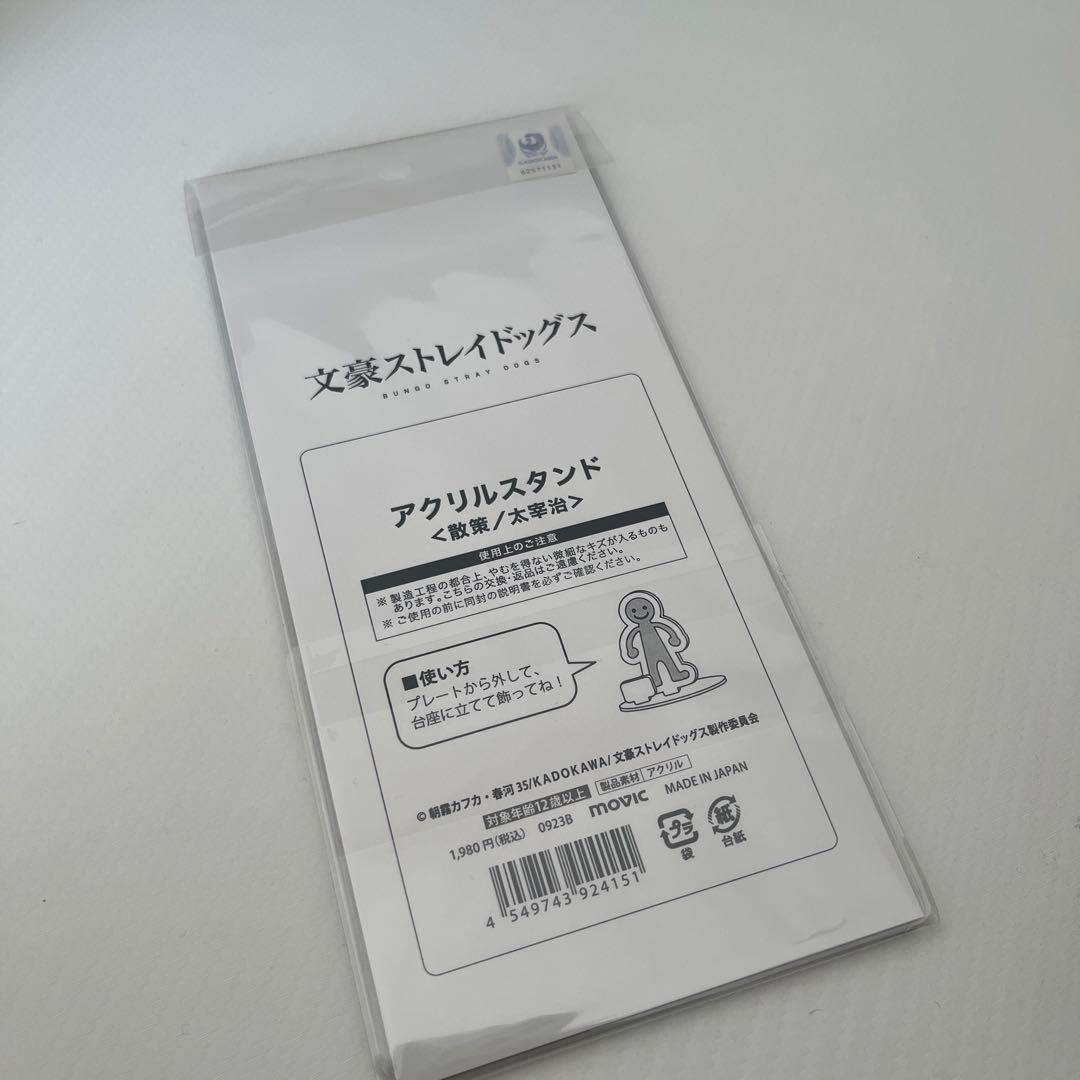 KADOKAWA
02571151
文豪ストレイドッグス
BUNGO STRAY DOGS
アクリルスタンド
<散策/太宰治>
使用上のご注意
※ 製造工程の都合上、やむを得ない微細なキズが入るものも
あります。こちらの交換・返品はご遠慮ください。
※ ご使用の前に同封の説明書を必ずご確認ください。
■使い方
プレートから外して、
台座に立てて飾ってね!
© 朝霧カフカ・春河35/KADOKAWA/文豪ストレイドッグス製作委員会
対象年齢12歳以上 製品素材 アクリル
1,980円(税込) 0923B movic MADE IN JAPAN
プラ 紙
袋 台紙
4 549743 924151